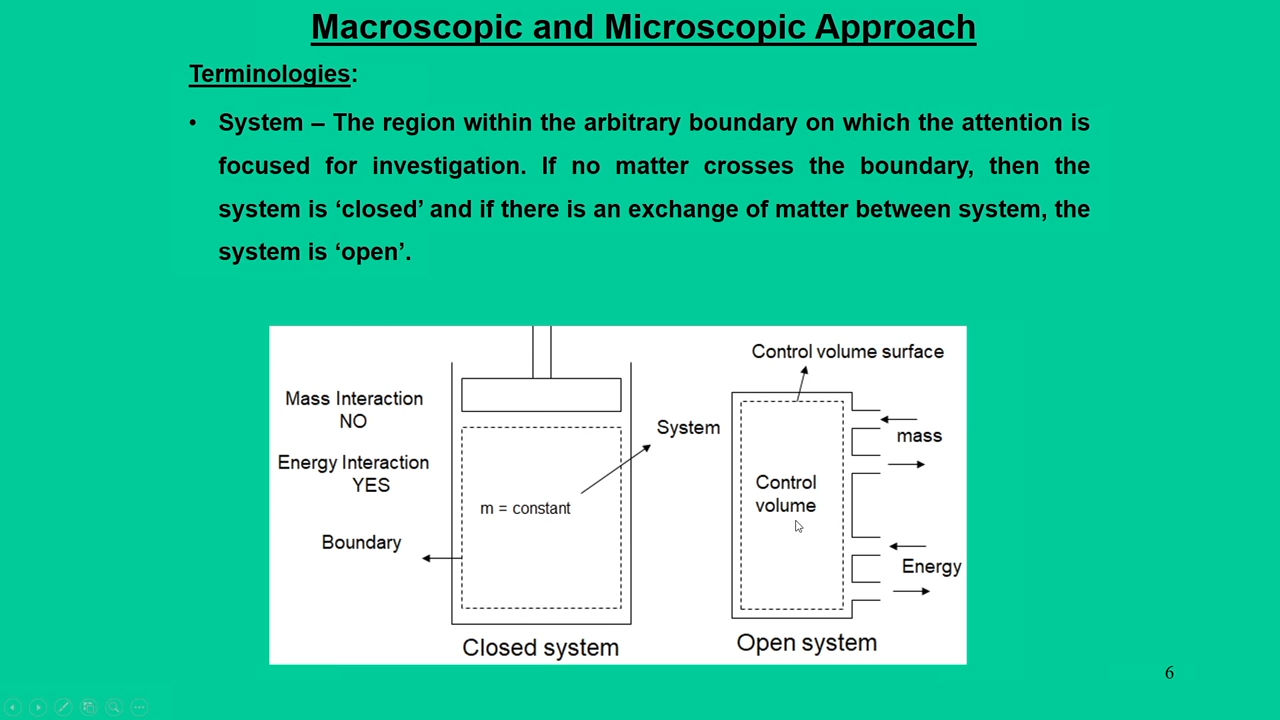 Macroscopic and Microscopic Approach
Terminologies:
• System – The region within the arbitrary boundary on which the attention is
focused for investigation. If no matter crosses the boundary, then the
system is ‘closed’ and if there is an exchange of matter between system, the
system is ‘open’.
Mass Interaction
NO
Energy Interaction
YES
Boundary
System
m = constant
Closed system
Control volume surface
mass
Control
volume
Energy
Open system
6